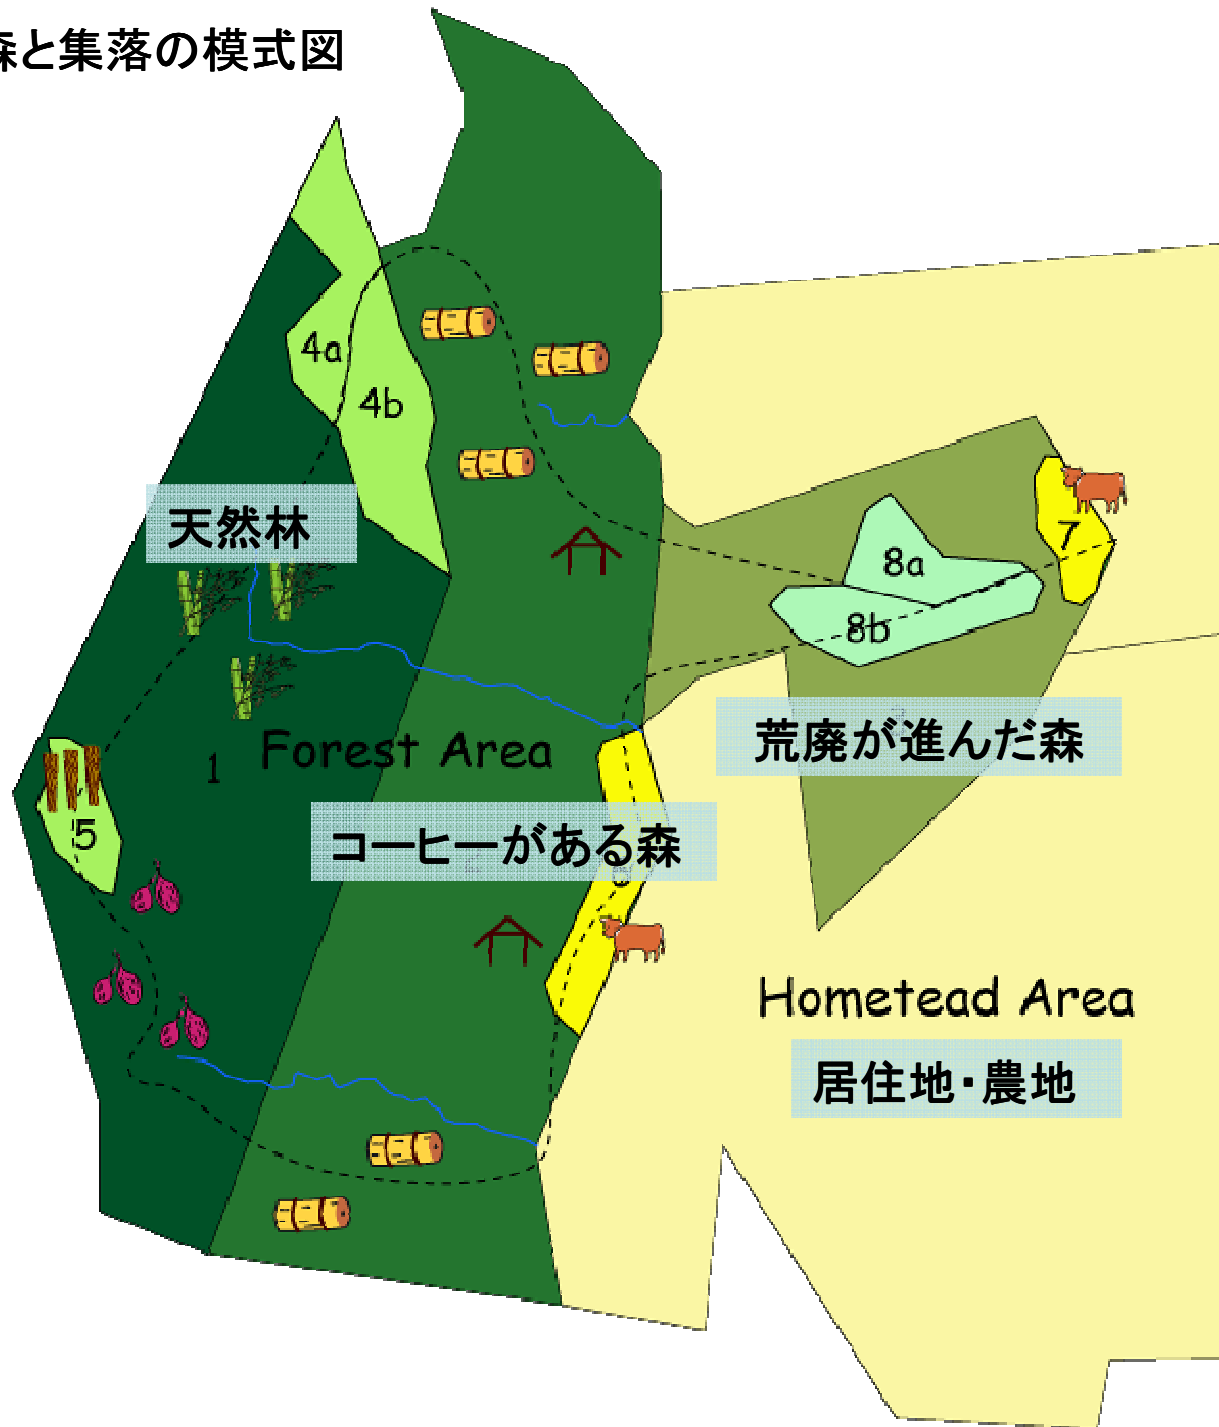 森と集落の模式図
4a
4b
天然林
8a
7
8b
1
Forest Area
荒廃が進んだ森
5
コーヒーがある森
Hometead Area
居住地・農地